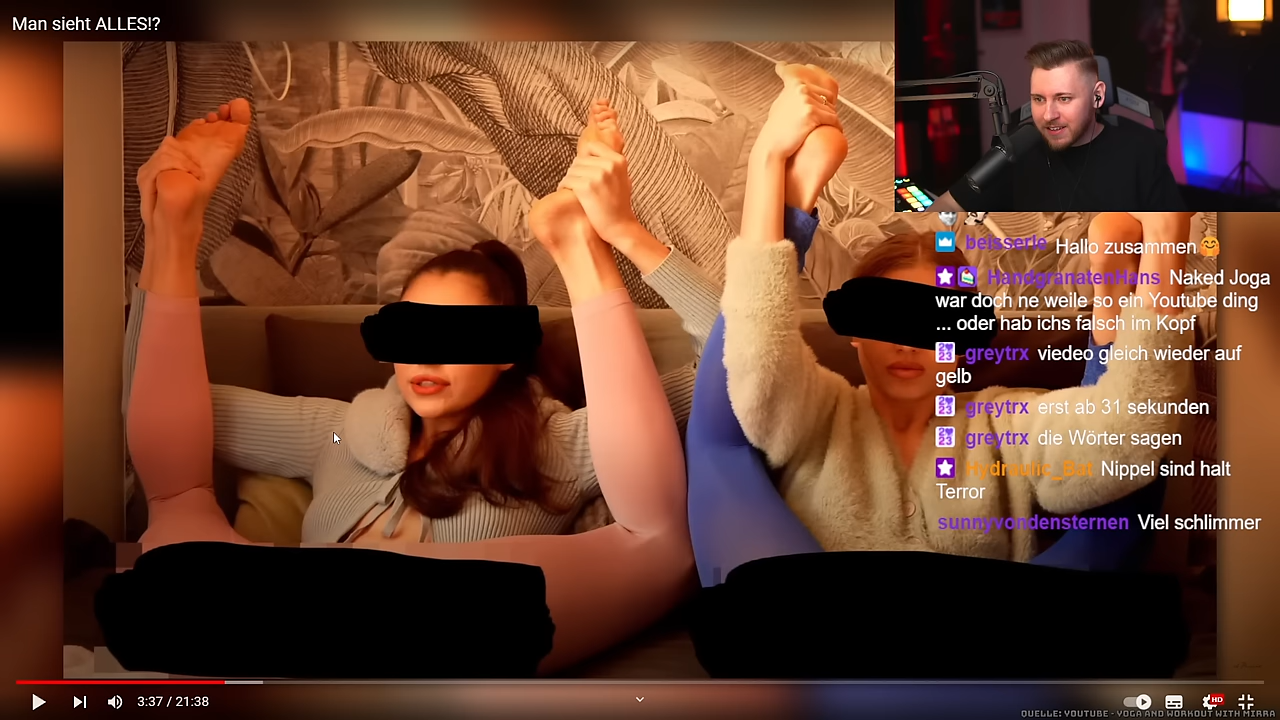 Man sieht ALLES!?
beisserle Hallo zusammen
HandgranatenHans Naked Joga
war doch ne weile so ein Youtube ding
... oder hab ichs falsch im Kopf
greytrx viedeo gleich wieder auf
gelb
greytrx erst ab 31 sekunden
greytrx die Wörter sagen
Hydraulic_Bat Nippel sind halt
Terror
sunnyvondensternen Viel schlimmer
3:37 / 21:38
HD
QUELLE: YOUTUBE - YOGA AND WORKOUT WITH MIRRA